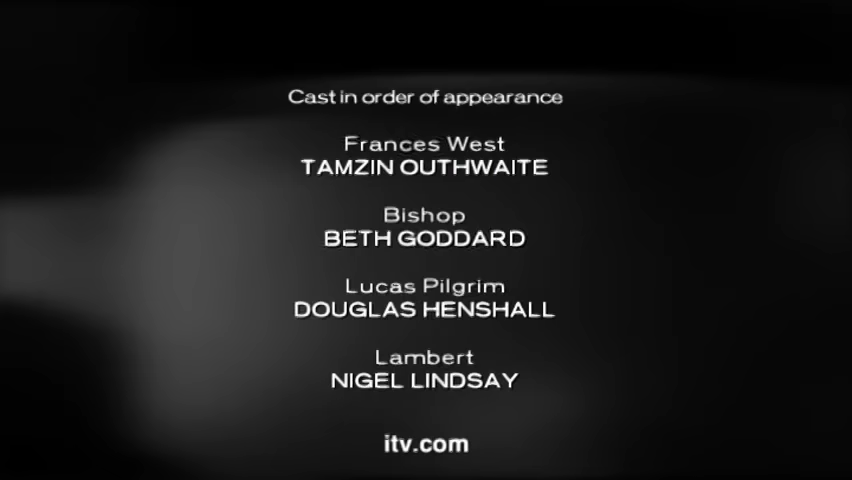 Cast in order of appearance
Frances West
TAMZIN OUTHWAITE
Bishop
BETH GODDARD
Lucas Pilgrim
DOUGLAS HENSHALL
Lambert
NIGEL LINDSAY
itv.com